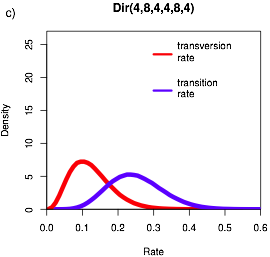 c)
Dir(4,8,4,4,8,4)
transversion
rate
transition
rate
Density
25
20
15
10
5
0
0.0 0.1 0.2 0.3 0.4 0.5 0.6
Rate